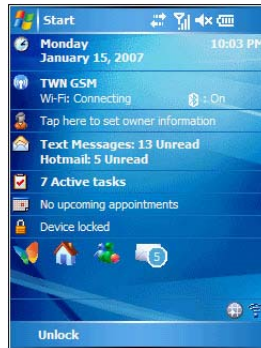 Start
Monday 10:03 PM
January 15, 2007
TWN GSM
Wi-Fi: Connecting : On
Tap here to set owner information
Text Messages: 13 Unread
Hotmail: 5 Unread
7 Active tasks
No upcoming appointments
Device locked
5
Unlock